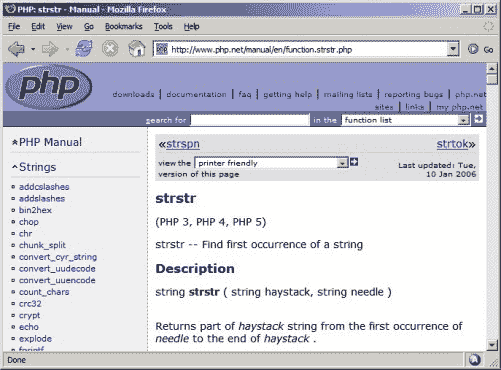 PHP: strstr - Manual - Mozilla Firefox
File Edit View Go Bookmarks Tools Help
http://www.php.net/manual/en/function.strstr.php Go
php
downloads | documentation | faq | getting help | mailing lists | reporting bugs | php.net
sites | links | my php.net
search for in the function list
PHP Manual
Strings
addcslashes
addslashes
bin2hex
chop
chr
chunk_split
convert_cyr_string
convert_uudecode
convert_uuencode
count_chars
crc32
crypt
echo
explode
fprintf
«strspn strtok»
view the printer friendly
version of this page
Last updated: Tue,
10 Jan 2006
strstr
(PHP 3, PHP 4, PHP 5)
strstr -- Find first occurrence of a string
Description
string strstr ( string haystack, string needle )
Returns part of haystack string from the first occurrence of
needle to the end of haystack .
Done